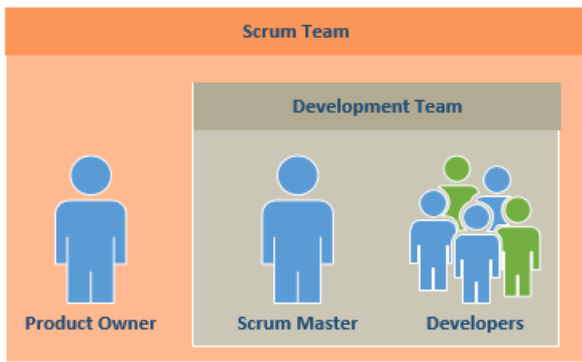 Scrum Team
Development Team
Product Owner
Scrum Master
Developers